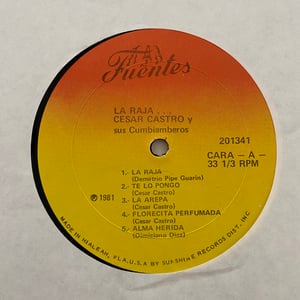 Fuentes
LA RAJA . . .
CESAR CASTRO y
sus Cumbiamberos
201341
CARA - A -
33 1/3 RPM
℗ 1981
1.- LA RAJA
(Demetrio Pipe Guarin)
2.- TE LO PONGO
(Cesar Castro)
3.- LA AREPA
(Cesar Castro)
4.- FLORECITA PERFUMADA
(Cesar Castro)
5.- ALMA HERIDA
MADE IN HIALEAH, FLA. U.S.A BY SUNSHINE RECORDS DIST. INC